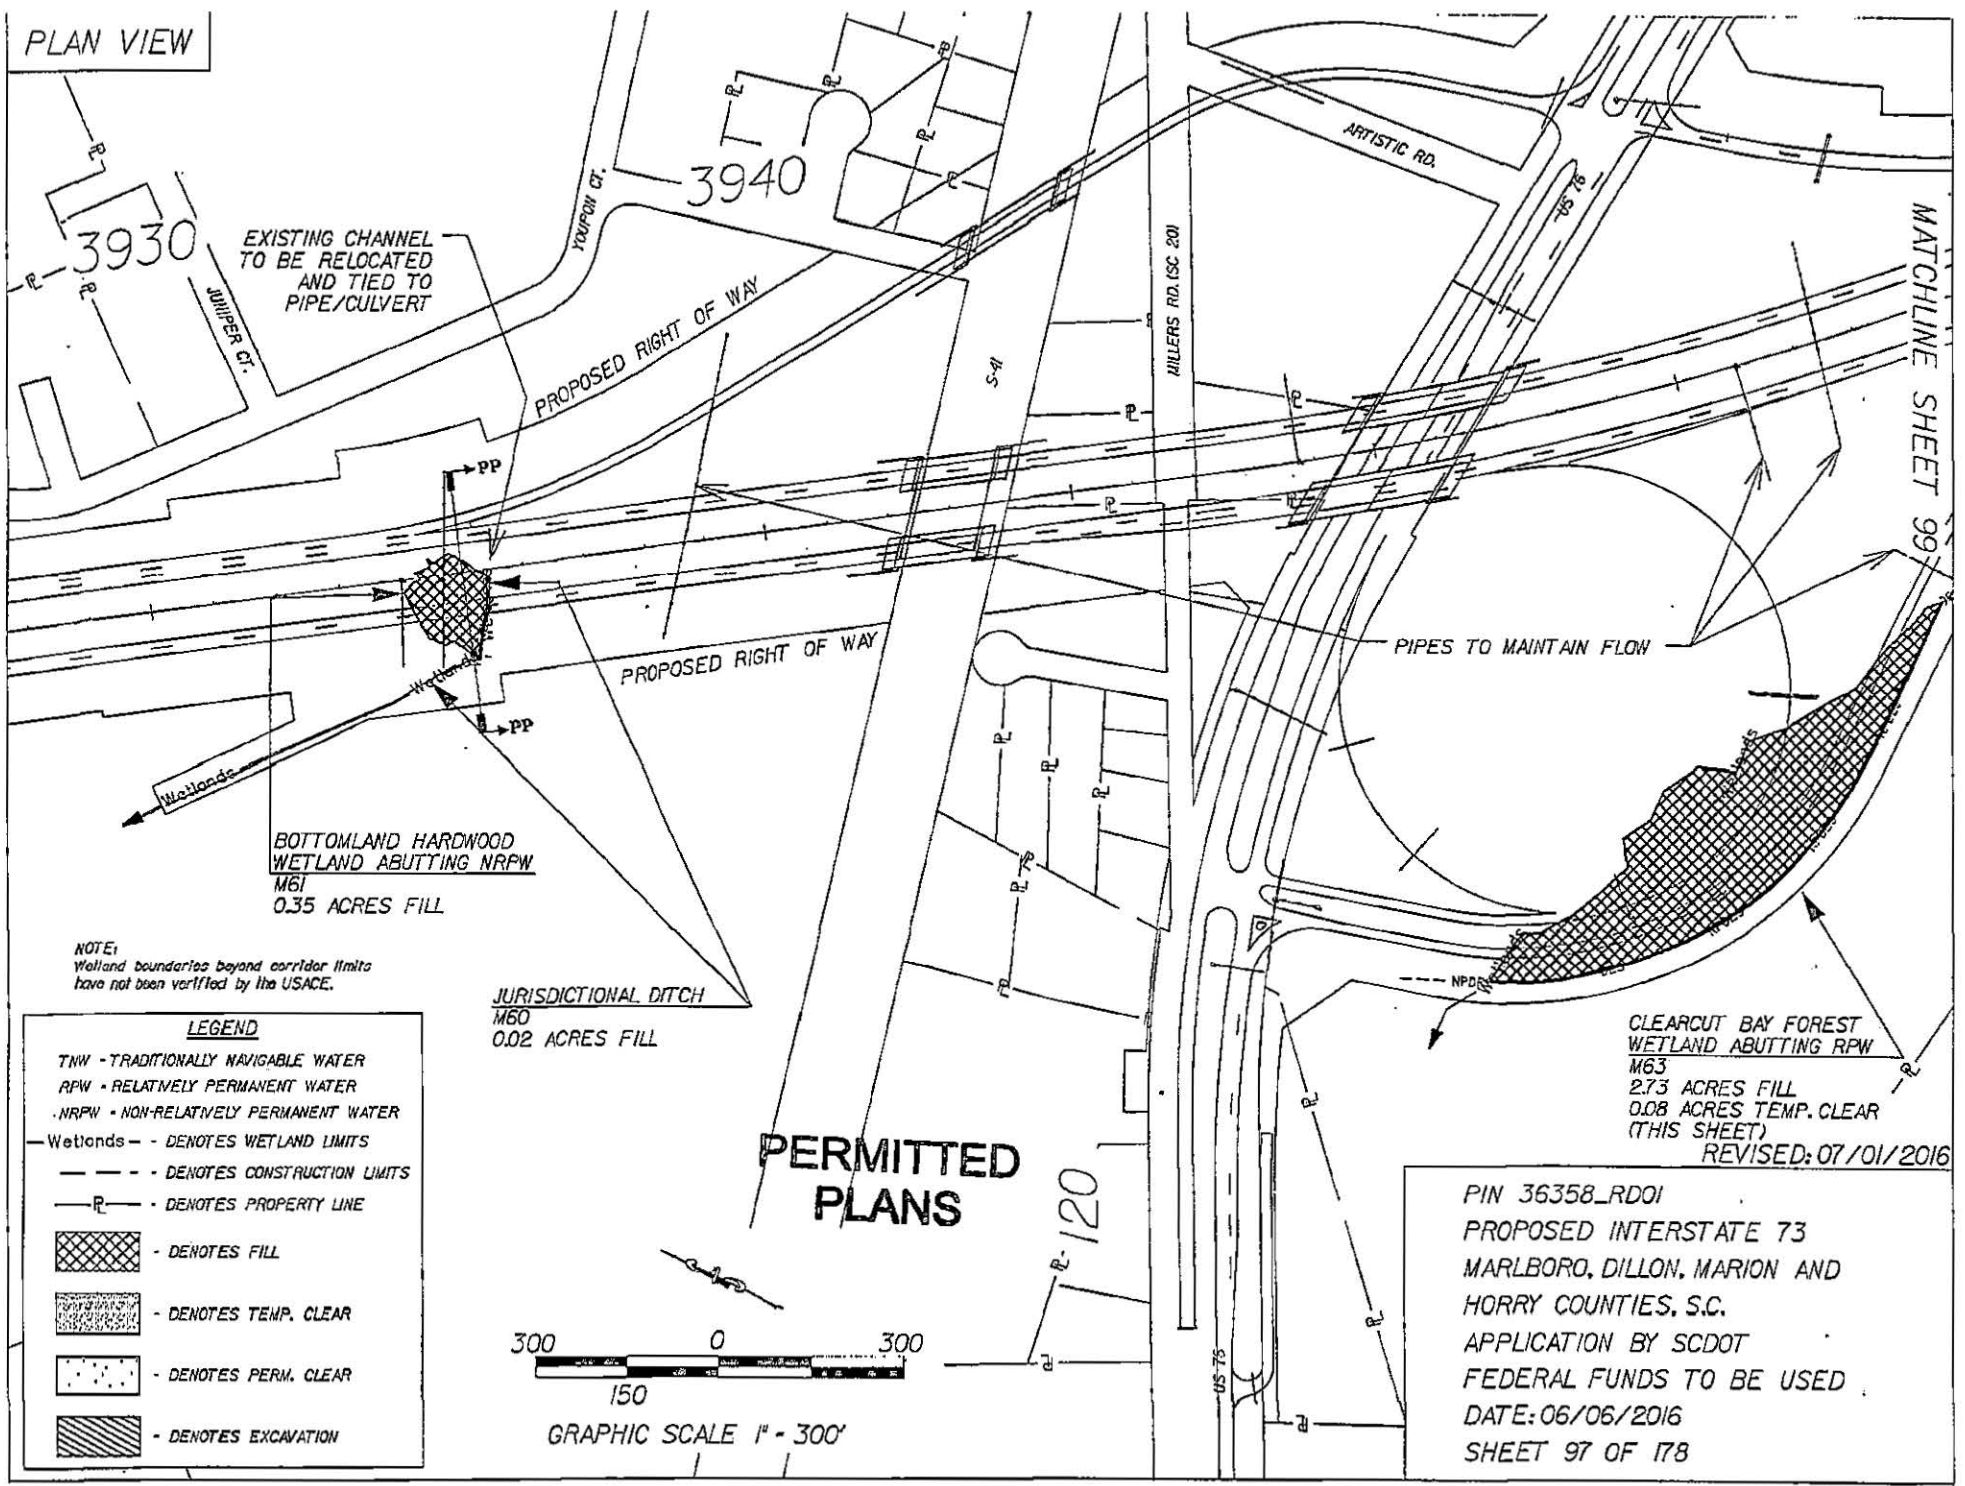 PLAN VIEW
3930
3940
EXISTING CHANNEL
TO BE RELOCATED
AND TIED TO
PIPE/CULVERT
JUNIPER CT.
YOUPON CT.
PROPOSED RIGHT OF WAY
S-41
MILLERS RD. (SC 201
ARTISTIC RD.
US 76
MATCHLINE SHEET 99
PP
PP
Wetlands
Wetlands
PROPOSED RIGHT OF WAY
PIPES TO MAINTAIN FLOW
BOTTOMLAND HARDWOOD
WETLAND ABUTTING NRPW
M61
0.35 ACRES FILL
NOTE:
Wetland boundaries beyond corridor limits
have not been verified by the USACE.
JURISDICTIONAL DITCH
M60
0.02 ACRES FILL
CLEARCUT BAY FOREST
WETLAND ABUTTING RPW
M63
2.73 ACRES FILL
0.08 ACRES TEMP. CLEAR
(THIS SHEET)
REVISED: 07/01/2016
LEGEND
TNW - TRADITIONALLY NAVIGABLE WATER
RPW - RELATIVELY PERMANENT WATER
NRPW - NON-RELATIVELY PERMANENT WATER
Wetlands - DENOTES WETLAND LIMITS
- DENOTES CONSTRUCTION LIMITS
PL - DENOTES PROPERTY LINE
- DENOTES FILL
- DENOTES TEMP. CLEAR
- DENOTES PERM. CLEAR
- DENOTES EXCAVATION
PERMITTED
PLANS
120
US 76
300 0 300
150
GRAPHIC SCALE 1" - 300'
PIN 36358_RD01
PROPOSED INTERSTATE 73
MARLBORO, DILLON, MARION AND
HORRY COUNTIES, S.C.
APPLICATION BY SCDOT
FEDERAL FUNDS TO BE USED
DATE: 06/06/2016
SHEET 97 OF 178